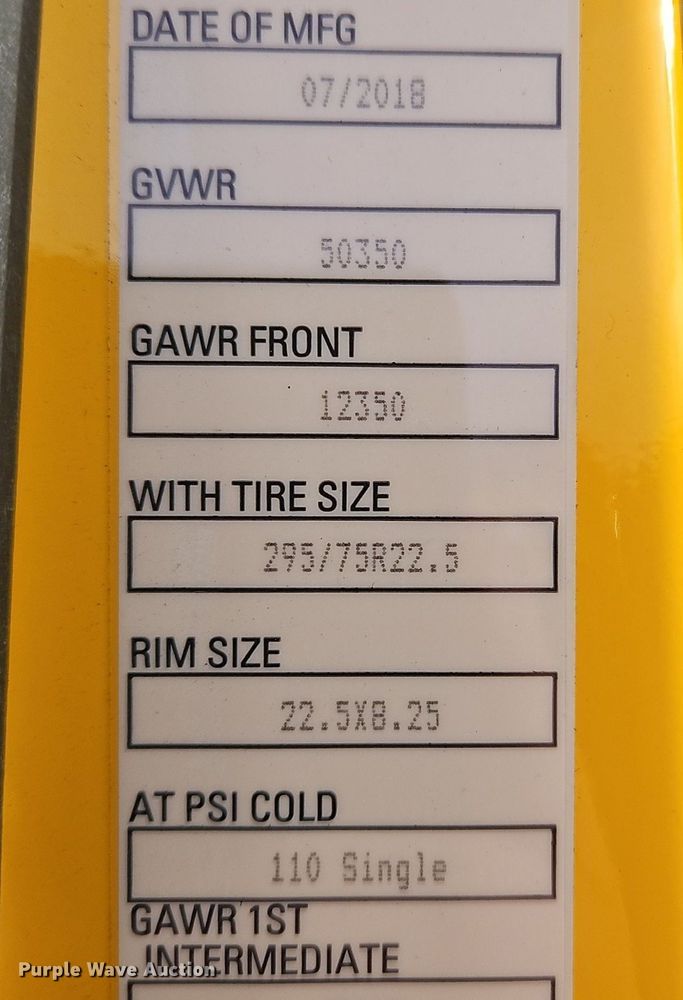 DATE OF MFG
07/2018
GVWR
50350
GAWR FRONT
12350
WITH TIRE SIZE
295/75R22.5
RIM SIZE
22.5X8.25
AT PSI COLD
110 Single
GAWR 1ST
INTERMEDIATE
Purple Wave Auction